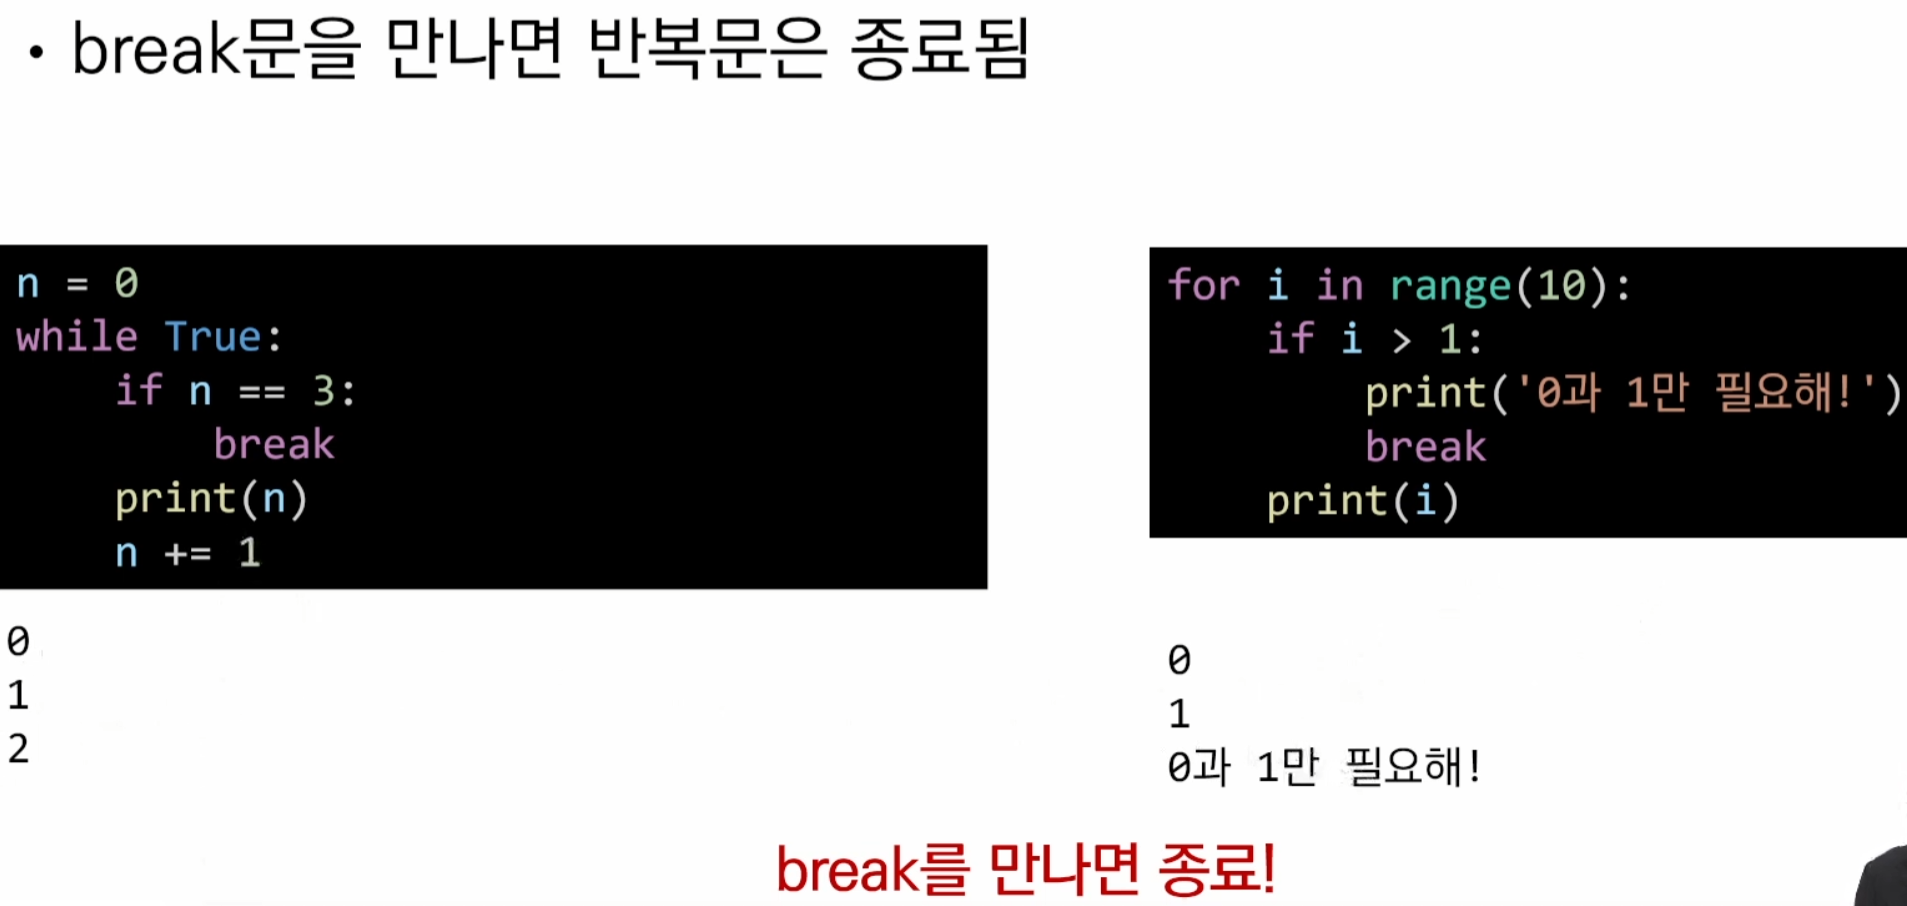 • break문을 만나면 반복문은 종료됨
n = 0
while True:
    if n == 3:
        break
    print(n)
    n += 1
0
1
2
for i in range(10):
    if i > 1:
        print('0과 1만 필요해!')
        break
    print(i)
0
1
0과 1만 필요해!
break를 만나면 종료!